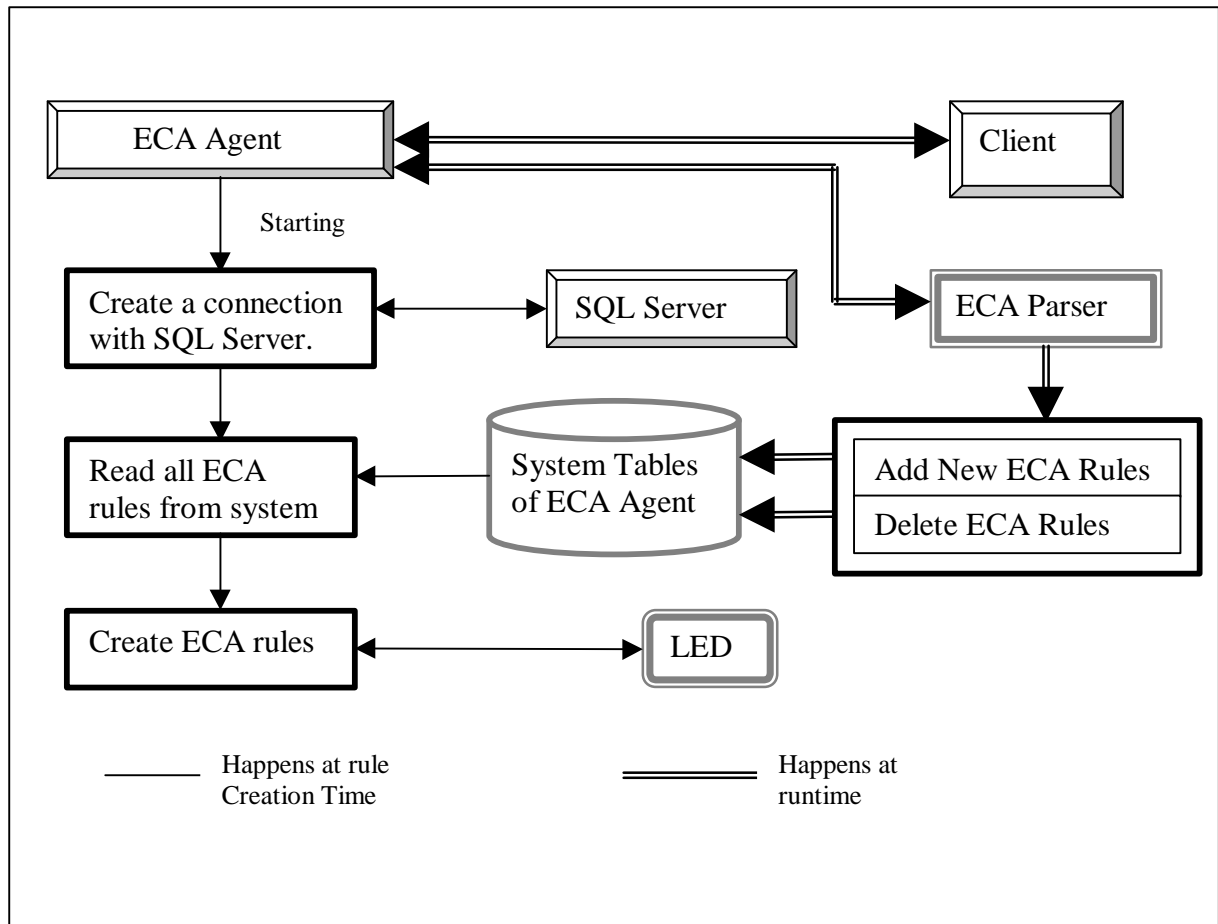 ECA Agent
Client
Starting
Create a connection
with SQL Server.
SQL Server
ECA Parser
Read all ECA
rules from system
System Tables
of ECA Agent
Add New ECA Rules
Delete ECA Rules
Create ECA rules
LED
Happens at rule
Creation Time
Happens at
runtime